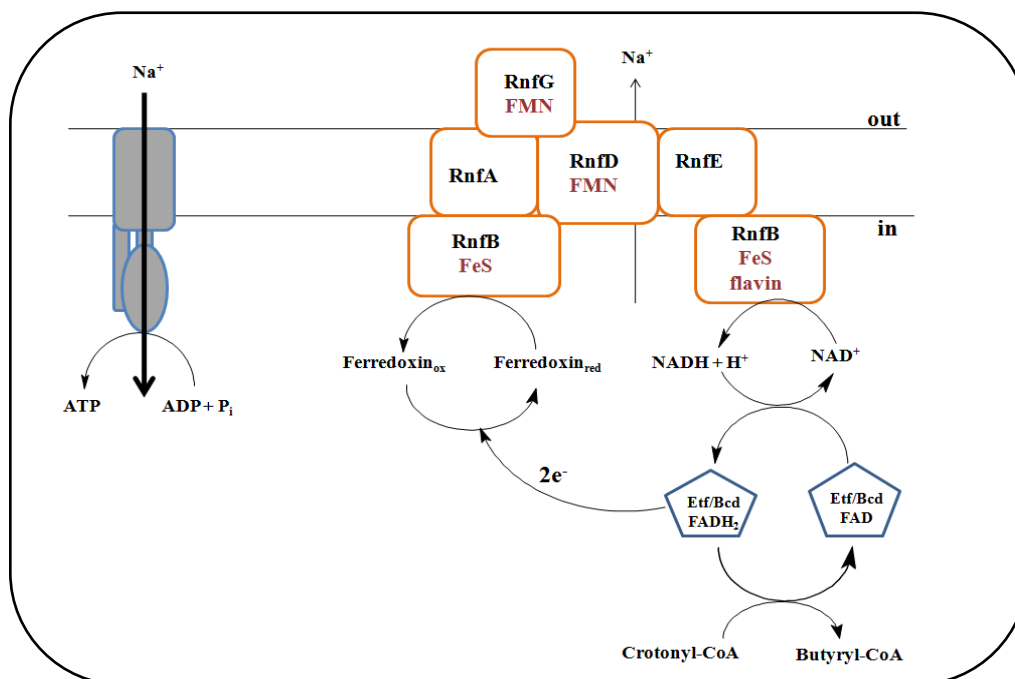 Na⁺
Na⁺
RnfG
FMN
out
RnfA
RnfD
FMN
RnfE
in
RnfB
FeS
RnfB
FeS
flavin
Ferredoxinₒₓ
Ferredoxin_red
NADH + H⁺
NAD⁺
ATP
ADP + Pᵢ
2e⁻
Etf/Bcd
FADH₂
Etf/Bcd
FAD
Crotonyl-CoA
Butyryl-CoA